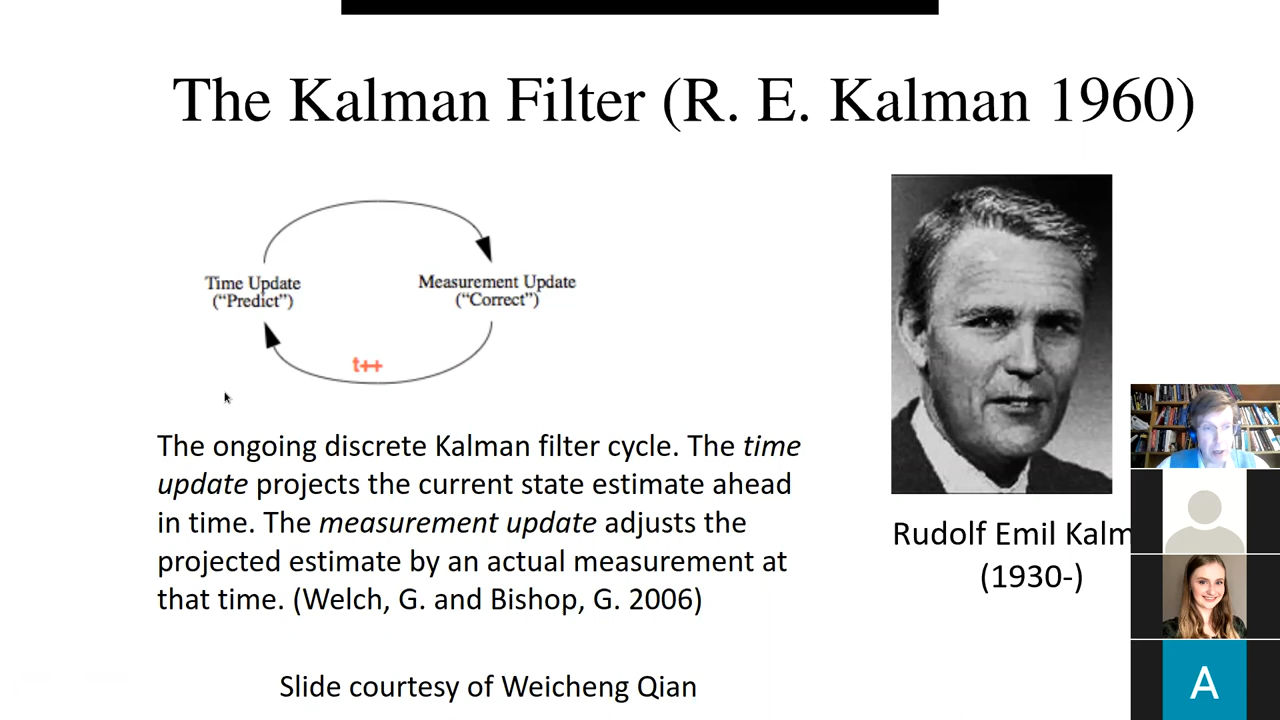 The Kalman Filter (R. E. Kalman 1960)
Time Update
(“Predict”)
Measurement Update
(“Correct”)
t++
The ongoing discrete Kalman filter cycle. The time
update projects the current state estimate ahead
in time. The measurement update adjusts the
projected estimate by an actual measurement at
that time. (Welch, G. and Bishop, G. 2006)
Slide courtesy of Weicheng Qian
Rudolf Emil Kalm
(1930-)
A